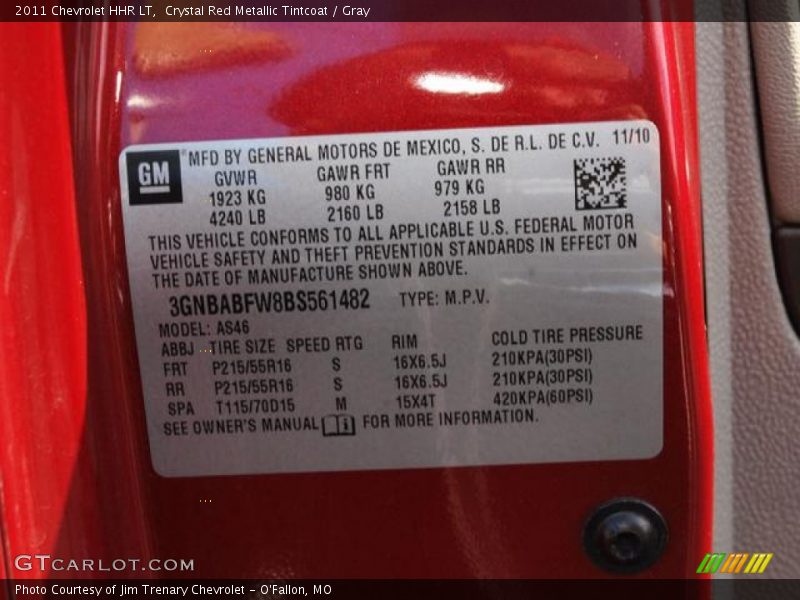 2011 Chevrolet HHR LT,  Crystal Red Metallic Tintcoat / Gray
GM
MFD BY GENERAL MOTORS DE MEXICO, S. DE R.L. DE C.V. 11/10
GVWR GAWR FRT GAWR RR
1923 KG 980 KG 979 KG
4240 LB 2160 LB 2158 LB
THIS VEHICLE CONFORMS TO ALL APPLICABLE U.S. FEDERAL MOTOR
VEHICLE SAFETY AND THEFT PREVENTION STANDARDS IN EFFECT ON
THE DATE OF MANUFACTURE SHOWN ABOVE.
3GNBABFW8BS561482 TYPE: M.P.V.
MODEL: AS46
ABBJ TIRE SIZE SPEED RTG RIM COLD TIRE PRESSURE
FRT P215/55R16 S 16X6.5J 210KPA(30PSI)
RR P215/55R16 S 16X6.5J 210KPA(30PSI)
SPA T115/70D15 M 15X4T 420KPA(60PSI)
SEE OWNER'S MANUAL FOR MORE INFORMATION.
GTCARLOT.COM
Photo Courtesy of Jim Trenary Chevrolet - O'Fallon, MO